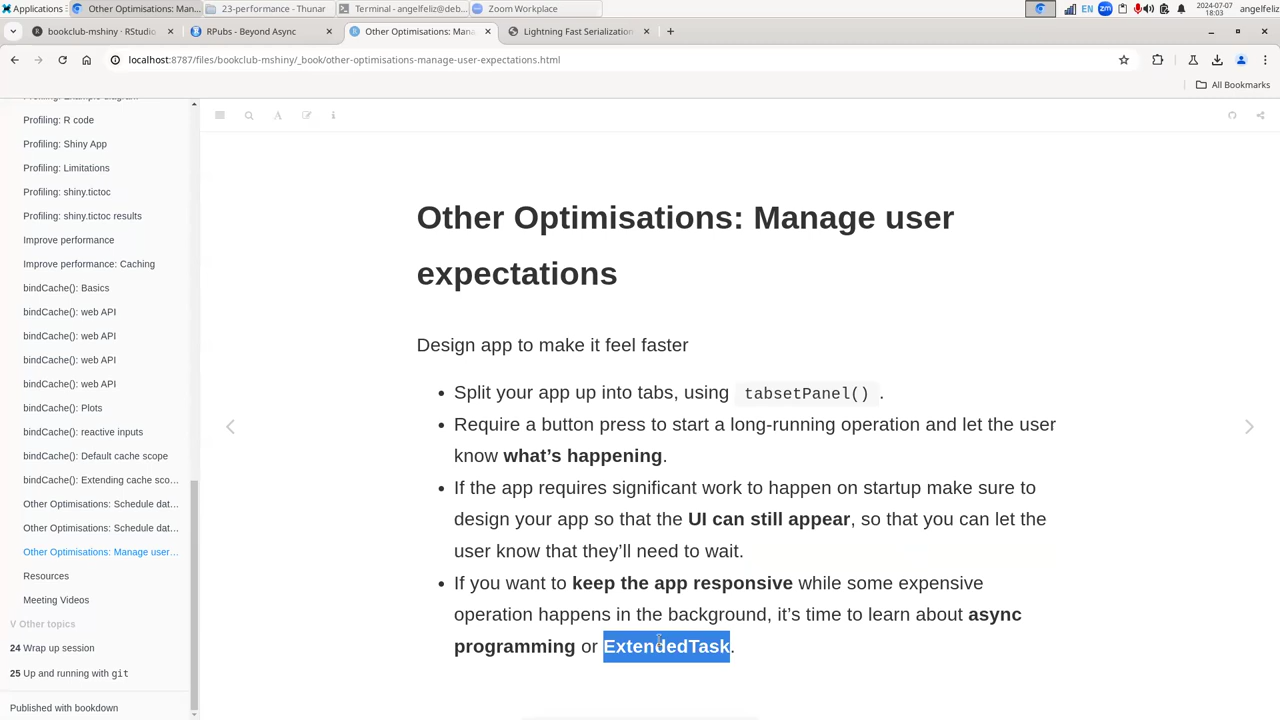 Applications
Other Optimisations: Man...
23-performance - Thunar
Terminal - angelfeliz@deb...
Zoom Workplace
EN
zm
2024-07-07
18:03
angelfeliz
bookclub-mshiny · RStudio
RPubs - Beyond Async
Other Optimisations: Mana
Lightning Fast Serialization
localhost:8787/files/bookclub-mshiny/_book/other-optimisations-manage-user-expectations.html
All Bookmarks
Profiling: Example diagram
Profiling: R code
Profiling: Shiny App
Profiling: Limitations
Profiling: shiny.tictoc
Profiling: shiny.tictoc results
Improve performance
Improve performance: Caching
bindCache(): Basics
bindCache(): web API
bindCache(): web API
bindCache(): web API
bindCache(): web API
bindCache(): Plots
bindCache(): reactive inputs
bindCache(): Default cache scope
bindCache(): Extending cache sco...
Other Optimisations: Schedule dat...
Other Optimisations: Schedule dat...
Other Optimisations: Manage user...
Resources
Meeting Videos
V Other topics
24 Wrap up session
25 Up and running with git
Published with bookdown
Other Optimisations: Manage user
expectations
Design app to make it feel faster
• Split your app up into tabs, using tabsetPanel() .
• Require a button press to start a long-running operation and let the user
know what’s happening.
• If the app requires significant work to happen on startup make sure to
design your app so that the UI can still appear, so that you can let the
user know that they’ll need to wait.
• If you want to keep the app responsive while some expensive
operation happens in the background, it’s time to learn about async
programming or ExtendedTask.